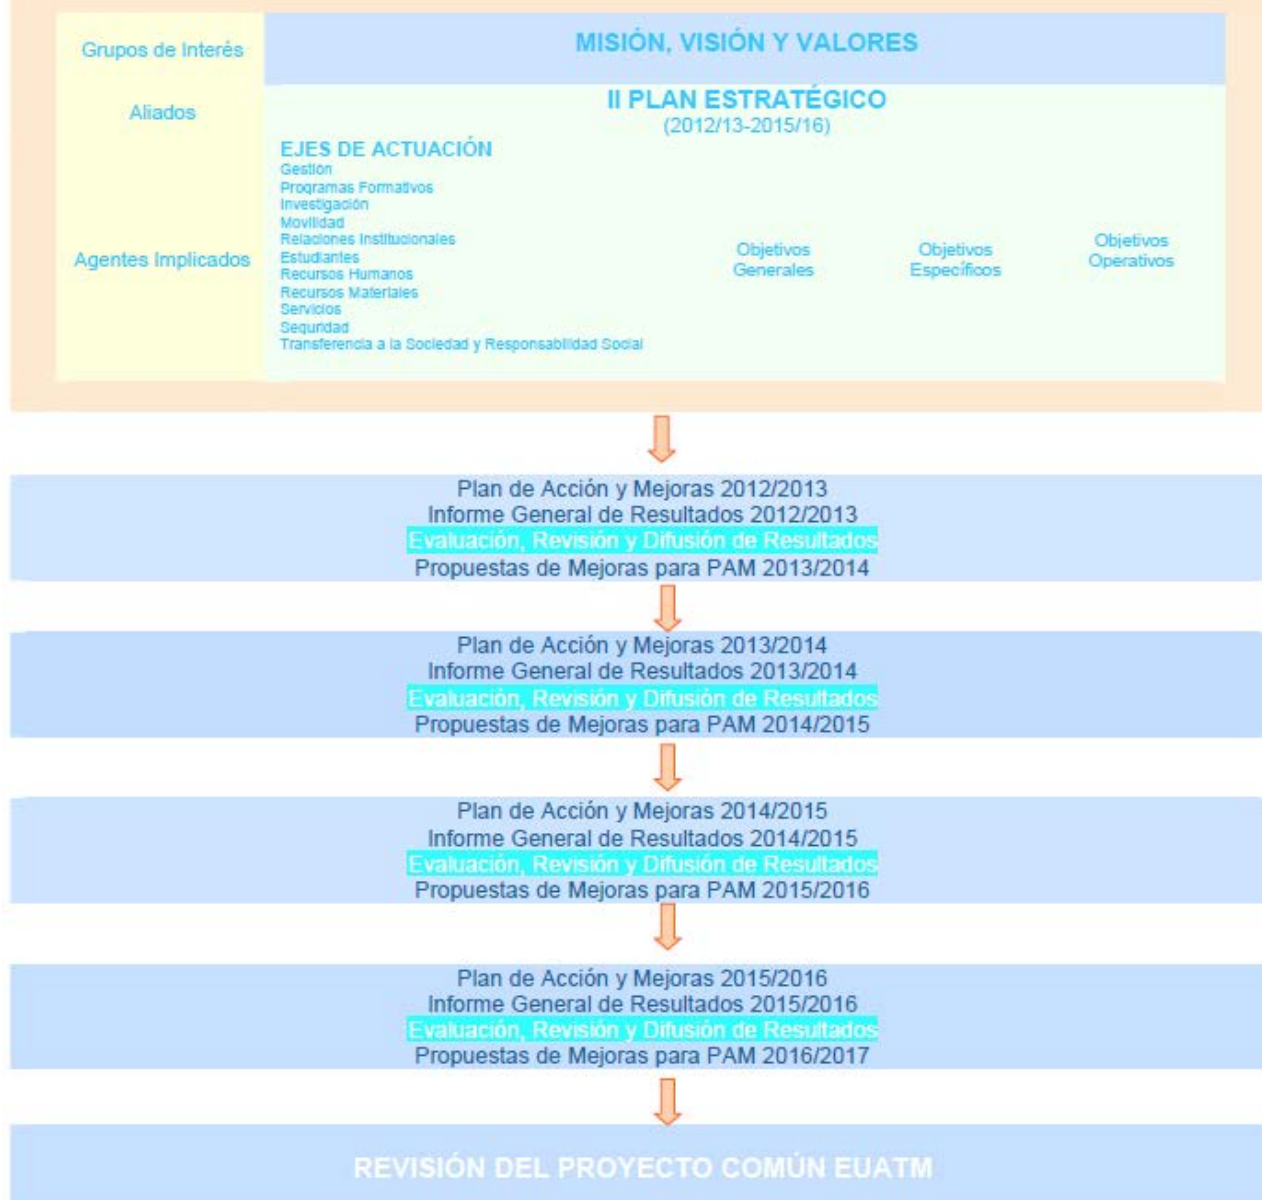 Grupos de Interés
MISIÓN, VISIÓN Y VALORES
Aliados
II PLAN ESTRATÉGICO
(2012/13-2015/16)
EJES DE ACTUACIÓN
Gestión
Programas Formativos
Investigación
Movilidad
Relaciones Institucionales
Estudiantes
Recursos Humanos
Recursos Materiales
Servicios
Seguridad
Transferencia a la Sociedad y Responsabilidad Social
Agentes Implicados
Objetivos
Generales
Objetivos
Específicos
Objetivos
Operativos
Plan de Acción y Mejoras 2012/2013
Informe General de Resultados 2012/2013
Evaluación, Revisión y Difusión de Resultados
Propuestas de Mejoras para PAM 2013/2014
Plan de Acción y Mejoras 2013/2014
Informe General de Resultados 2013/2014
Evaluación, Revisión y Difusión de Resultados
Propuestas de Mejoras para PAM 2014/2015
Plan de Acción y Mejoras 2014/2015
Informe General de Resultados 2014/2015
Evaluación, Revisión y Difusión de Resultados
Propuestas de Mejoras para PAM 2015/2016
Plan de Acción y Mejoras 2015/2016
Informe General de Resultados 2015/2016
Evaluación, Revisión y Difusión de Resultados
Propuestas de Mejoras para PAM 2016/2017
REVISIÓN DEL PROYECTO COMÚN EUATM